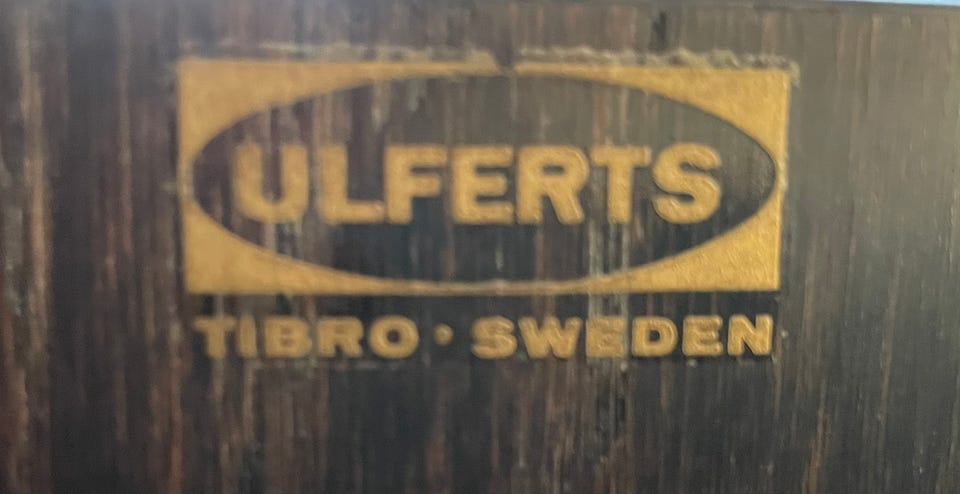 ULFERTS
TIBRO · SWEDEN